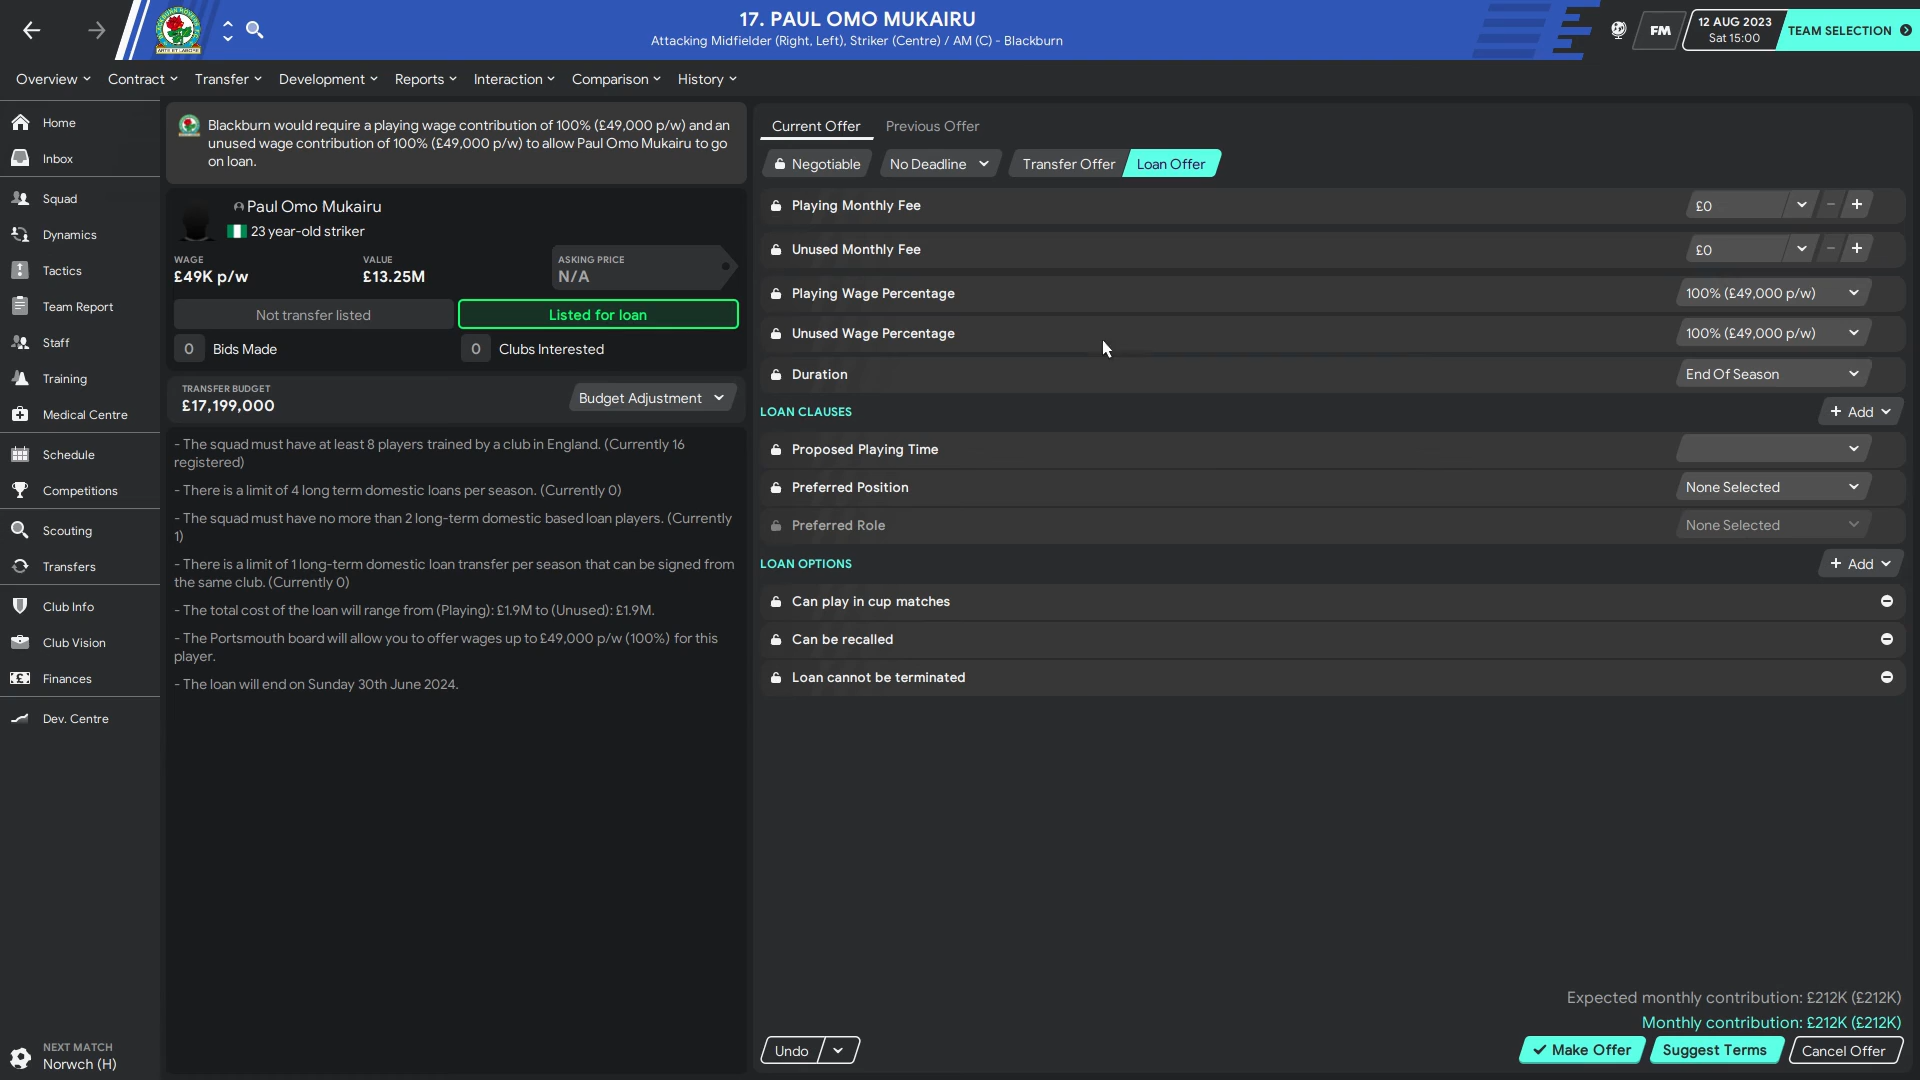 17. PAUL OMO MUKAIRU
Attacking Midfielder (Right, Left), Striker (Centre) / AM (C) - Blackburn
FM
12 AUG 2023
Sat 15:00
TEAM SELECTION
Overview
Contract
Transfer
Development
Reports
Interaction
Comparison
History
Home
Inbox
Squad
Dynamics
Tactics
Team Report
Staff
Training
Medical Centre
Schedule
Competitions
Scouting
Transfers
Club Info
Club Vision
Finances
Dev. Centre
NEXT MATCH
Norwch (H)
Blackburn would require a playing wage contribution of 100% (£49,000 p/w) and an
unused wage contribution of 100% (£49,000 p/w) to allow Paul Omo Mukairu to go
on loan.
Paul Omo Mukairu
23 year-old striker
WAGE
£49K p/w
VALUE
£13.25M
ASKING PRICE
N/A
Not transfer listed
Listed for loan
0 Bids Made
0 Clubs Interested
TRANSFER BUDGET
£17,199,000
Budget Adjustment
- The squad must have at least 8 players trained by a club in England. (Currently 16
registered)
- There is a limit of 4 long term domestic loans per season. (Currently 0)
- The squad must have no more than 2 long-term domestic based loan players. (Currently
1)
- There is a limit of 1 long-term domestic loan transfer per season that can be signed from
the same club. (Currently 0)
- The total cost of the loan will range from (Playing): £1.9M to (Unused): £1.9M.
- The Portsmouth board will allow you to offer wages up to £49,000 p/w (100%) for this
player.
- The loan will end on Sunday 30th June 2024.
Current Offer
Previous Offer
Negotiable
No Deadline
Transfer Offer
Loan Offer
Playing Monthly Fee
£0
Unused Monthly Fee
£0
Playing Wage Percentage
100% (£49,000 p/w)
Unused Wage Percentage
100% (£49,000 p/w)
Duration
End Of Season
LOAN CLAUSES
+ Add
Proposed Playing Time
Preferred Position
None Selected
Preferred Role
None Selected
LOAN OPTIONS
+ Add
Can play in cup matches
Can be recalled
Loan cannot be terminated
Expected monthly contribution: £212K (£212K)
Monthly contribution: £212K (£212K)
Undo
Make Offer
Suggest Terms
Cancel Offer